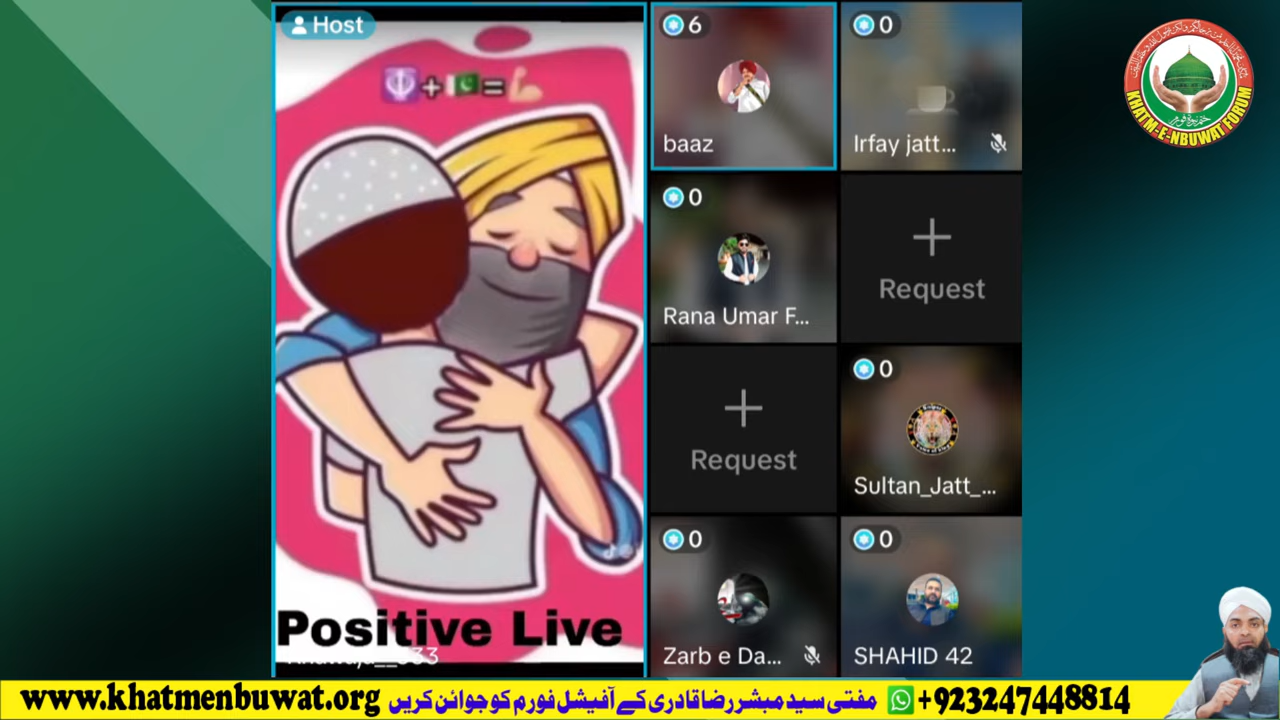 Host
Positive Live
6
baaz
0
Irfay jatt...
0
Rana Umar F...
Request
Request
0
Sultan_Jatt_...
0
Zarb e Da...
0
SHAHID 42
KHATM-E-NBUWAT FORUM
www.khatmenbuwat.org مفتی سید مبشر رضا قادری کے آفیشل فورم کو جوائن کریں +923247448814